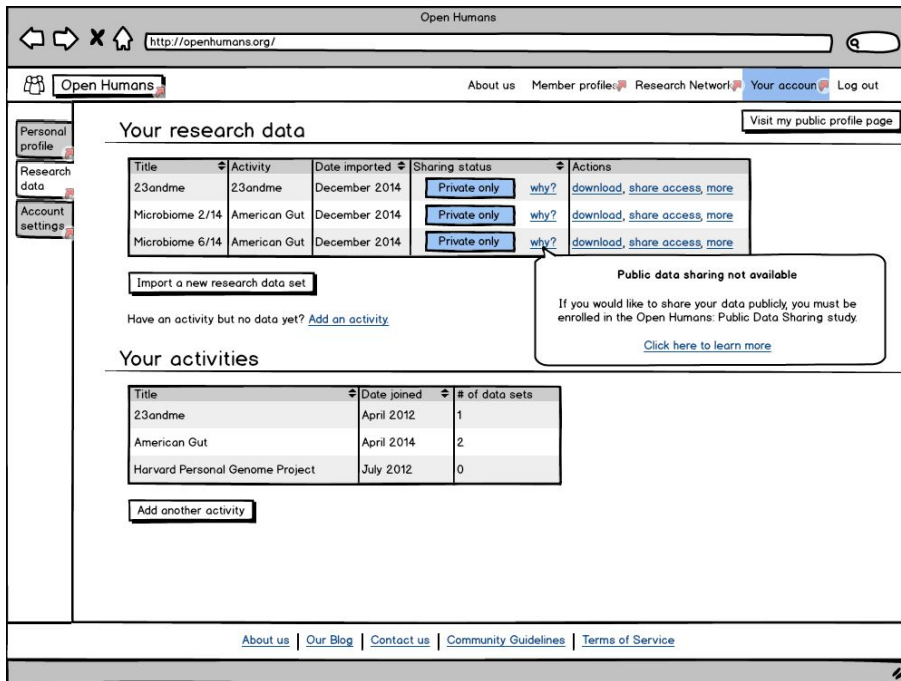 Open Humans
http://openhumans.org/
Open Humans
About us Member profiles Research Network Your account Log out
Visit my public profile page
Personal profile
Research data
Account settings
Your research data
Title Activity Date imported Sharing status Actions
23andme 23andme December 2014 Private only why? download, share access, more
Microbiome 2/14 American Gut December 2014 Private only why? download, share access, more
Microbiome 6/14 American Gut December 2014 Private only why? download, share access, more
Public data sharing not available
If you would like to share your data publicly, you must be
enrolled in the Open Humans: Public Data Sharing study.
Click here to learn more
Import a new research data set
Have an activity but no data yet? Add an activity.
Your activities
Title Date joined # of data sets
23andme April 2012 1
American Gut April 2014 2
Harvard Personal Genome Project July 2012 0
Add another activity
About us | Our Blog | Contact us | Community Guidelines | Terms of Service